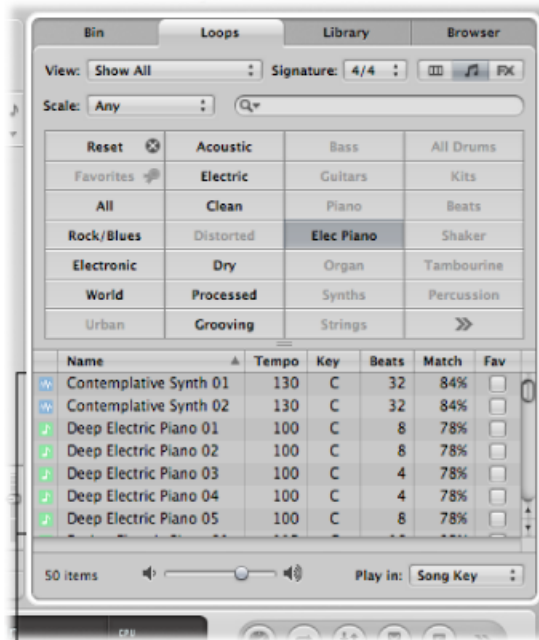 Bin Loops Library Browser
View: Show All Signature: 4/4 FX
Scale: Any
Reset Acoustic Bass All Drums
Favorites Electric Guitars Kits
All Clean Piano Beats
Rock/Blues Distorted Elec Piano Shaker
Electronic Dry Organ Tambourine
World Processed Synths Percussion
Urban Grooving Strings
Name Tempo Key Beats Match Fav
Contemplative Synth 01 130 C 32 84%
Contemplative Synth 02 130 C 32 84%
Deep Electric Piano 01 100 C 8 78%
Deep Electric Piano 02 100 C 8 78%
Deep Electric Piano 03 100 C 4 78%
Deep Electric Piano 04 100 C 4 78%
Deep Electric Piano 05 100 C 8 78%
50 items Play in: Song Key
CPU